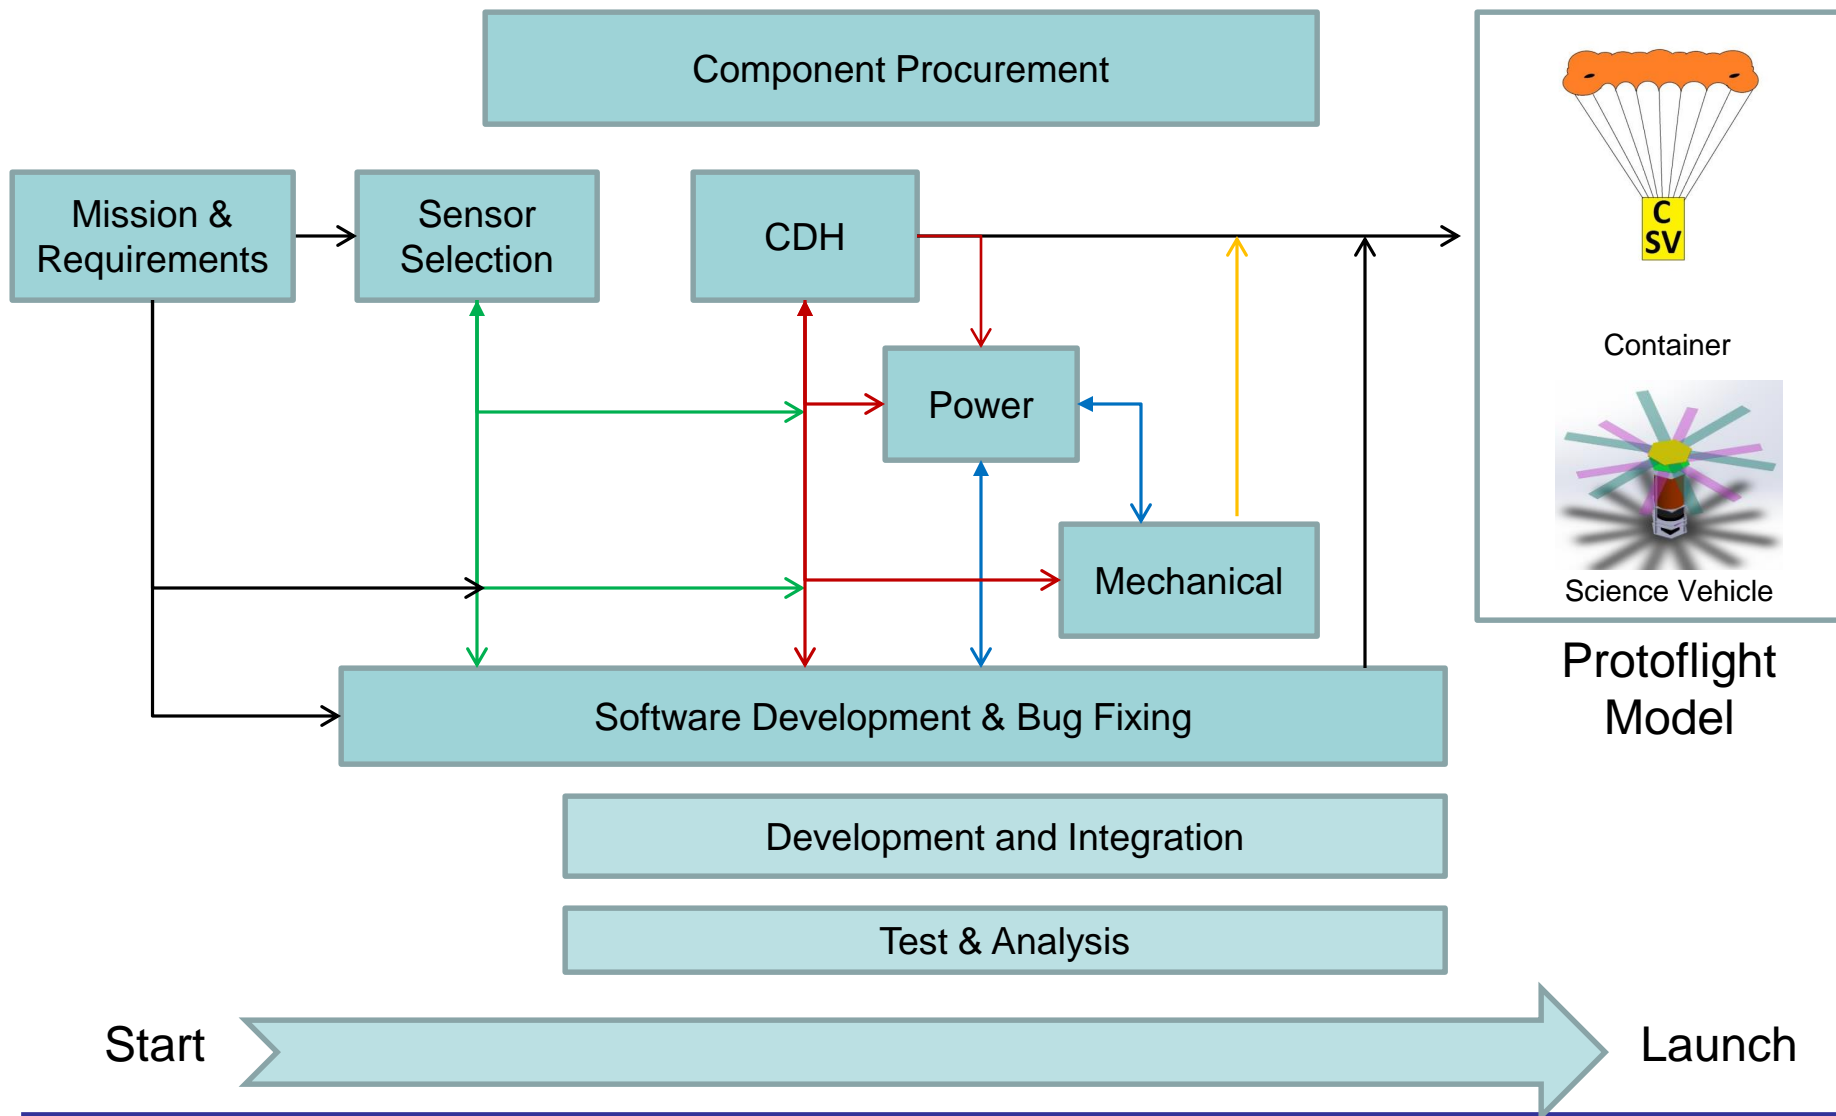 Component Procurement
Mission &
Requirements
Sensor
Selection
CDH
Power
Mechanical
Software Development & Bug Fixing
Development and Integration
Test & Analysis
Start
Launch
C
SV
Container
Science Vehicle
Protoflight
Model